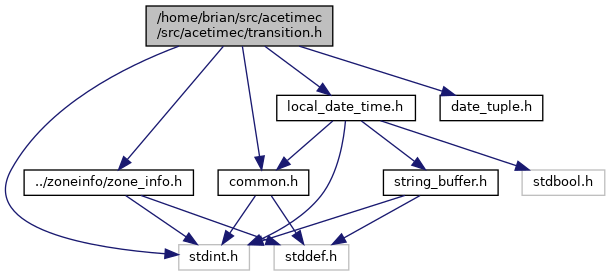 /home/brian/src/acetimec
/src/acetimec/transition.h
local_date_time.h
date_tuple.h
../zoneinfo/zone_info.h
common.h
string_buffer.h
stdbool.h
stdint.h
stddef.h